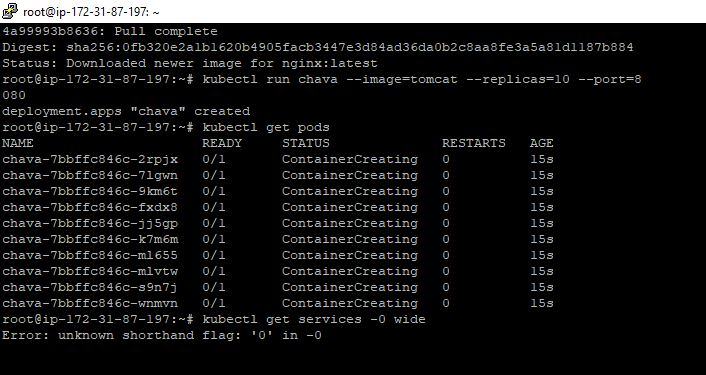 root@ip-172-31-87-197: ~
4a99993b8636: Pull complete
Digest: sha256:0fb320e2a1b1620b4905facb3447e3d84ad36da0b2c8aa8fe3a5a81d1187b884
Status: Downloaded newer image for nginx:latest
root@ip-172-31-87-197:~# kubectl run chava --image=tomcat --replicas=10 --port=8
080
deployment.apps "chava" created
root@ip-172-31-87-197:~# kubectl get pods
NAME READY STATUS RESTARTS AGE
chava-7bbffc846c-2rpjx 0/1 ContainerCreating 0 15s
chava-7bbffc846c-7lgwn 0/1 ContainerCreating 0 15s
chava-7bbffc846c-9km6t 0/1 ContainerCreating 0 15s
chava-7bbffc846c-fxdx8 0/1 ContainerCreating 0 15s
chava-7bbffc846c-jj5gp 0/1 ContainerCreating 0 15s
chava-7bbffc846c-k7m6m 0/1 ContainerCreating 0 15s
chava-7bbffc846c-ml655 0/1 ContainerCreating 0 15s
chava-7bbffc846c-mlvtw 0/1 ContainerCreating 0 15s
chava-7bbffc846c-s9n7j 0/1 ContainerCreating 0 15s
chava-7bbffc846c-wnmvn 0/1 ContainerCreating 0 15s
root@ip-172-31-87-197:~# kubectl get services -0 wide
Error: unknown shorthand flag: '0' in -0